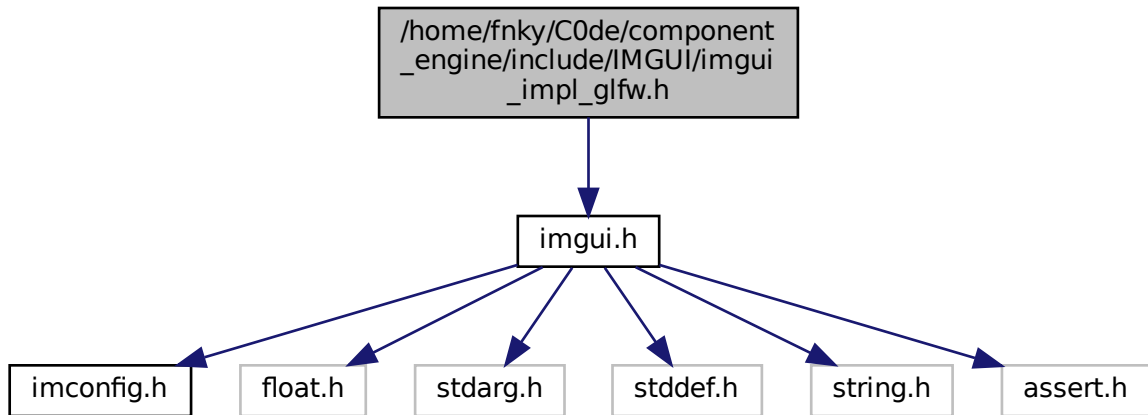 /home/fnky/C0de/component
_engine/include/IMGUI/imgui
_impl_glfw.h
imgui.h
imconfig.h
float.h
stdarg.h
stddef.h
string.h
assert.h